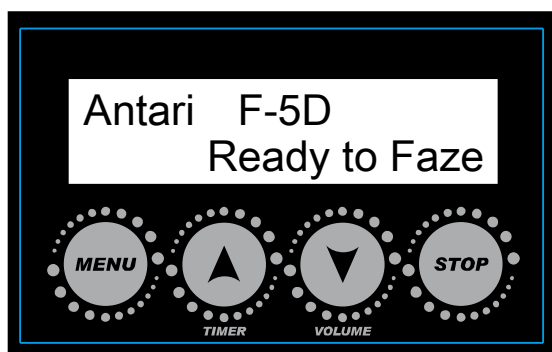 Antari F-5D
Ready to Faze
MENU
STOP
TIMER
VOLUME